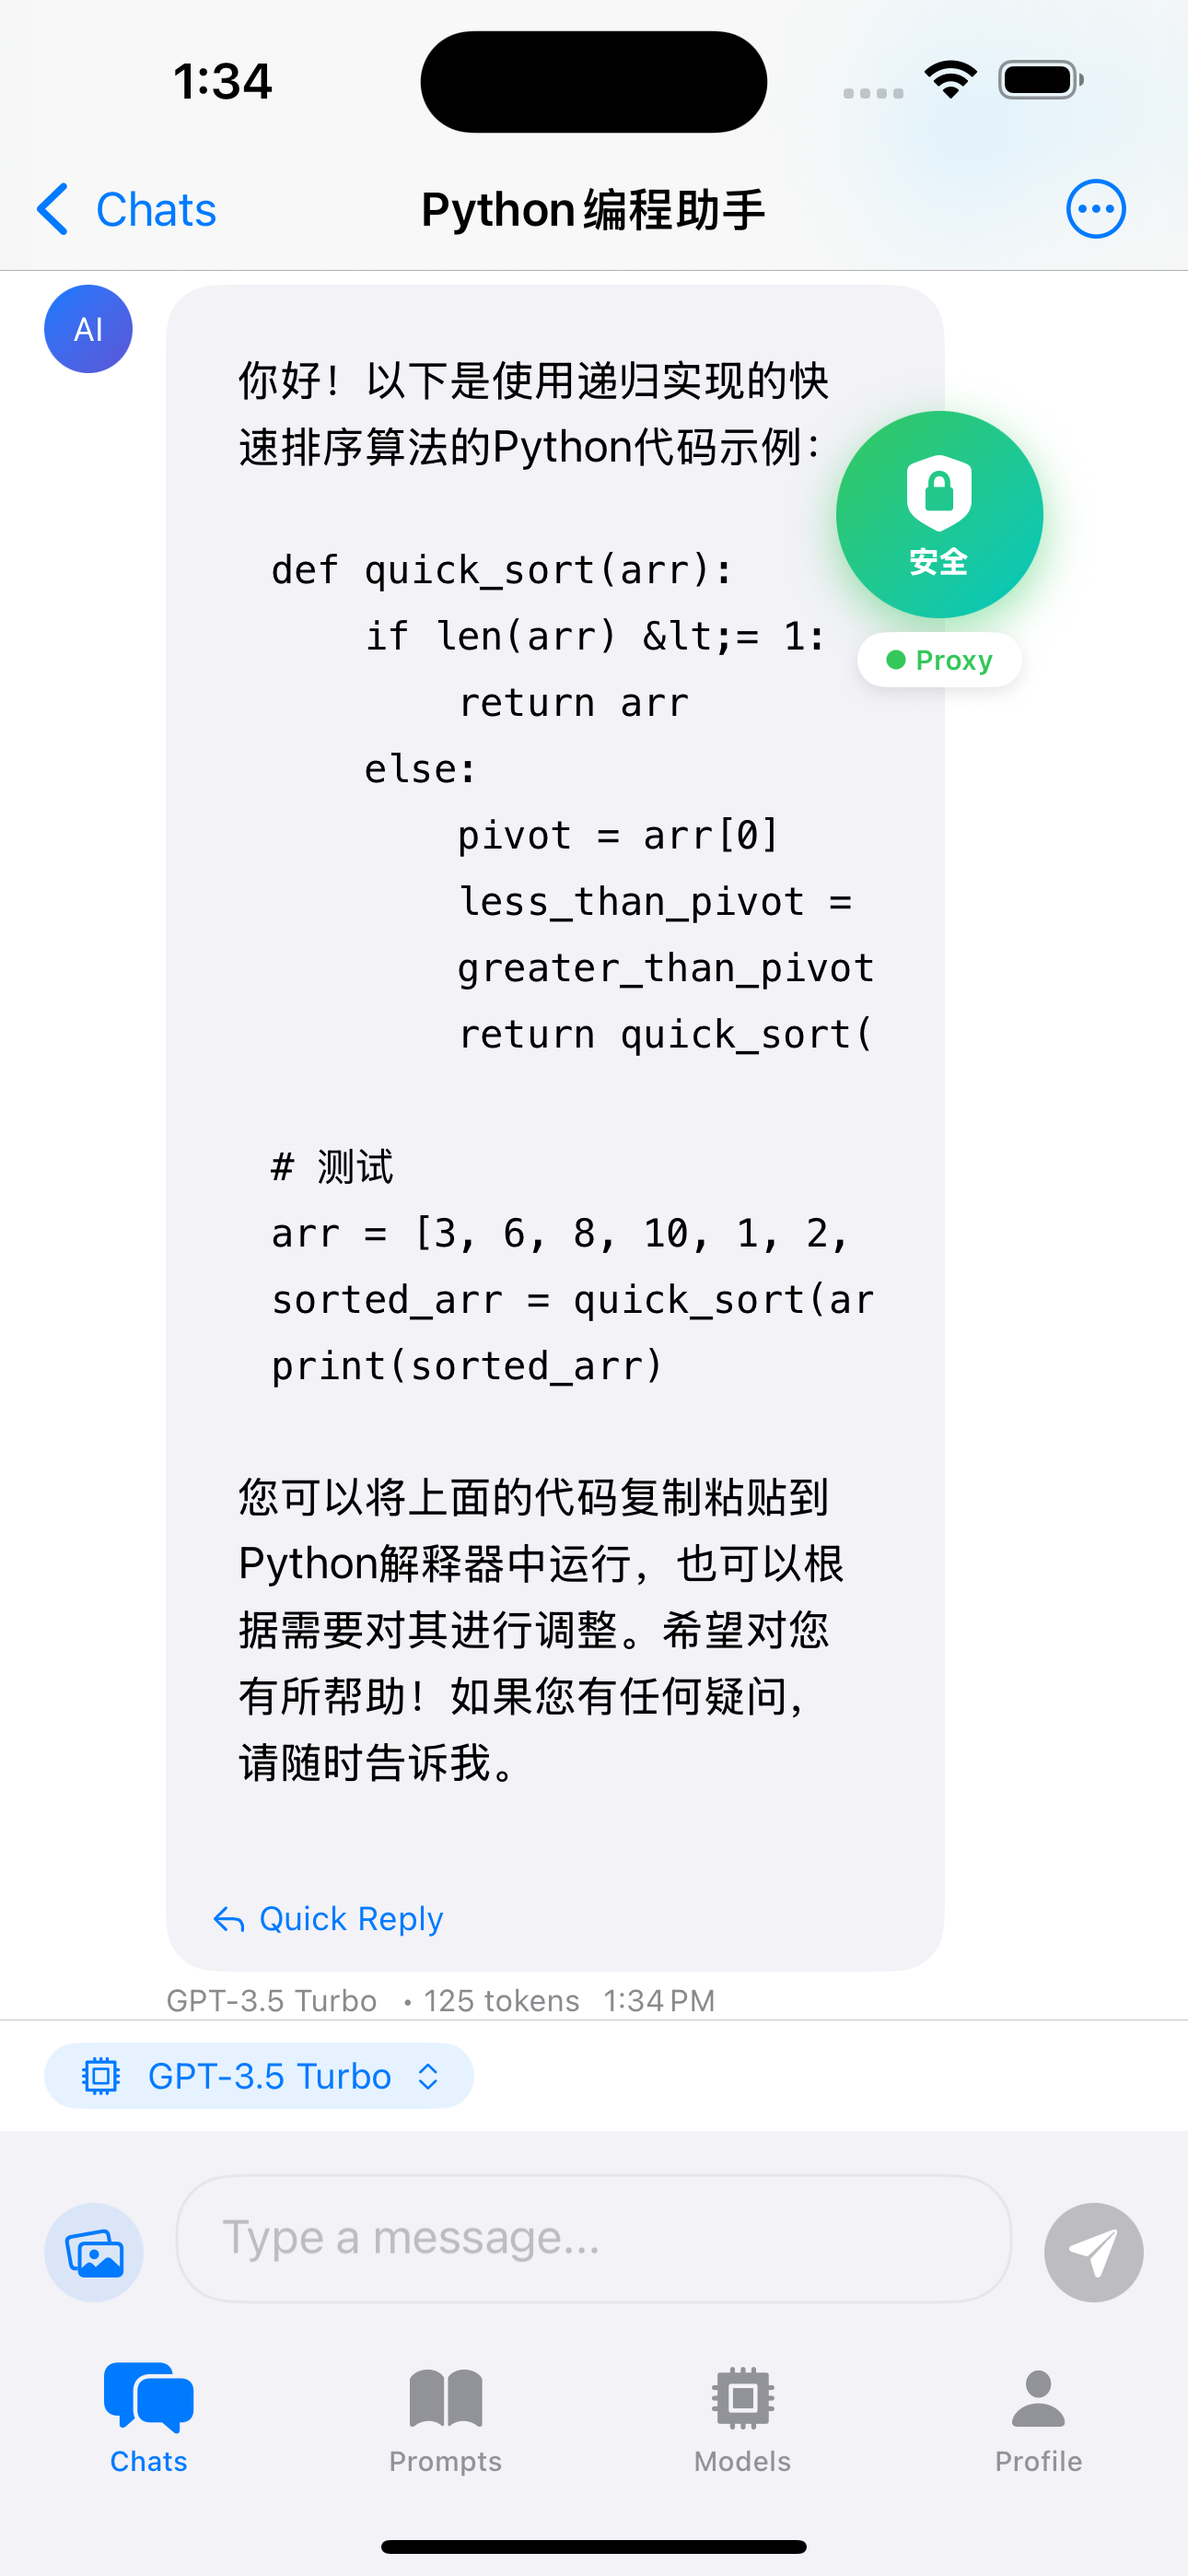 1:34
Chats
Python编程助手
AI
你好！以下是使用递归实现的快
速排序算法的Python代码示例：
安全
Proxy
def quick_sort(arr):
    if len(arr) &lt;= 1:
        return arr
    else:
        pivot = arr[0]
        less_than_pivot =
        greater_than_pivot
        return quick_sort(
# 测试
arr = [3, 6, 8, 10, 1, 2,
sorted_arr = quick_sort(ar
print(sorted_arr)
您可以将上面的代码复制粘贴到
Python解释器中运行，也可以根
据需要对其进行调整。希望对您
有所帮助！如果您有任何疑问，
请随时告诉我。
Quick Reply
GPT-3.5 Turbo • 125 tokens 1:34 PM
GPT-3.5 Turbo
Type a message...
Chats
Prompts
Models
Profile